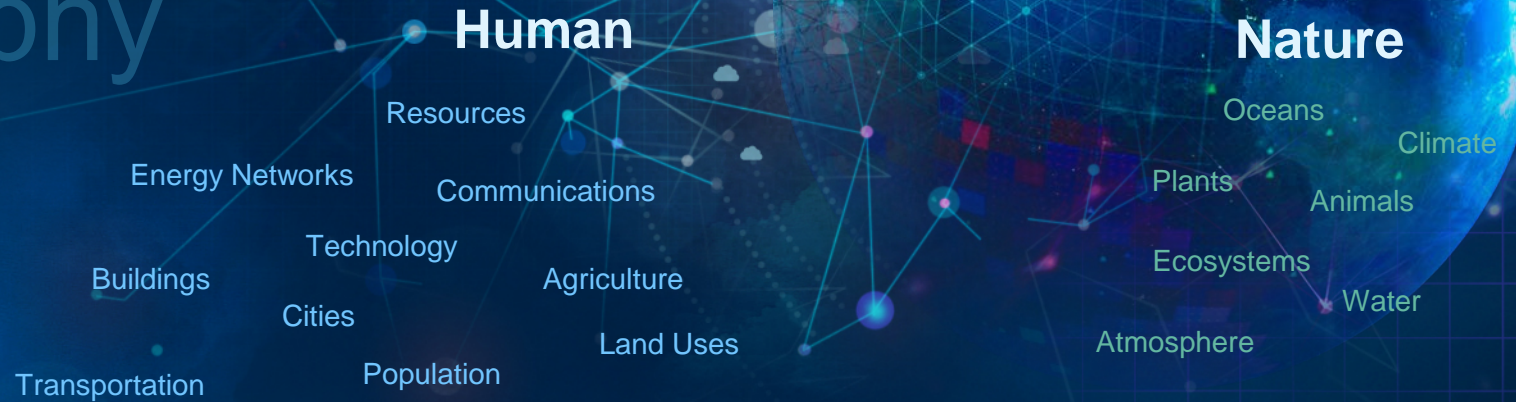 phy
Human
Resources
Energy Networks
Communications
Technology
Buildings
Agriculture
Cities
Land Uses
Population
Transportation
Nature
Oceans
Climate
Plants
Animals
Ecosystems
Water
Atmosphere